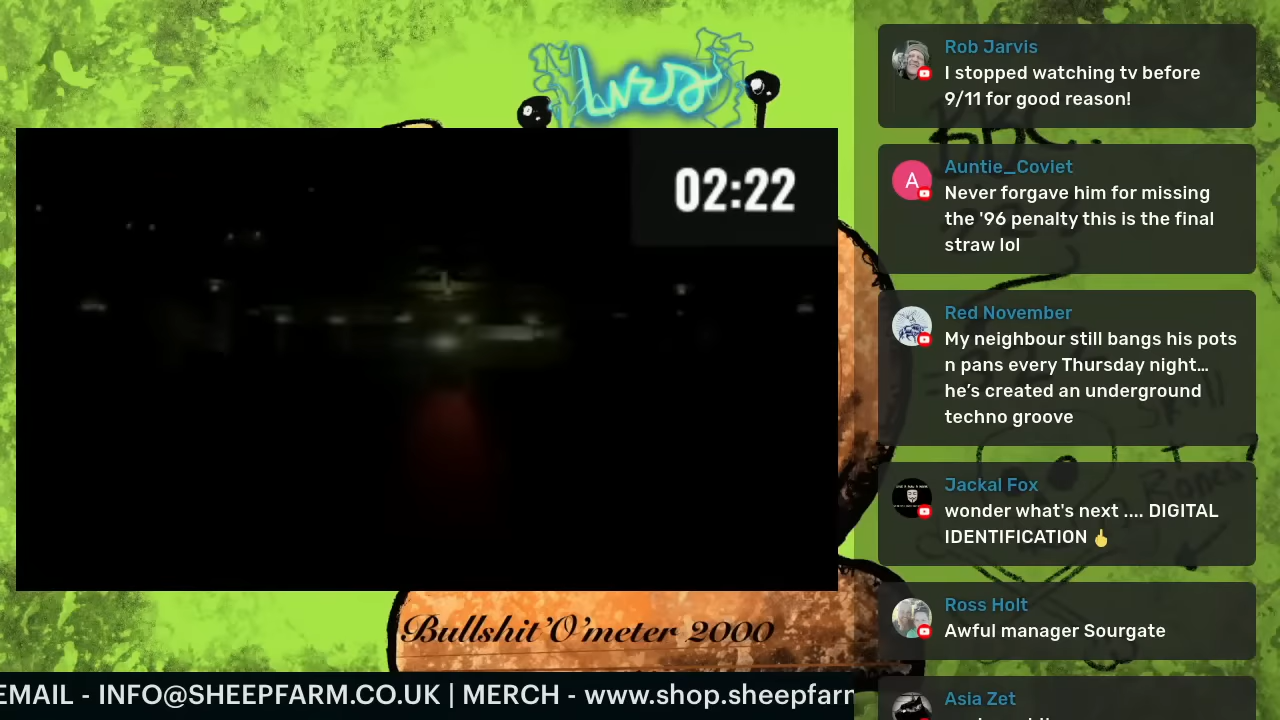 02:22
Bullshit'O'meter 2000
EMAIL - INFO@SHEEPFARM.CO.UK | MERCH - www.shop.sheepfarm
Rob Jarvis
I stopped watching tv before
9/11 for good reason!
Auntie_Coviet
Never forgave him for missing
the '96 penalty this is the final
straw lol
Red November
My neighbour still bangs his pots
n pans every Thursday night...
he's created an underground
techno groove
Jackal Fox
wonder what's next .... DIGITAL
IDENTIFICATION 🖕
Ross Holt
Awful manager Sourgate
Asia Zet